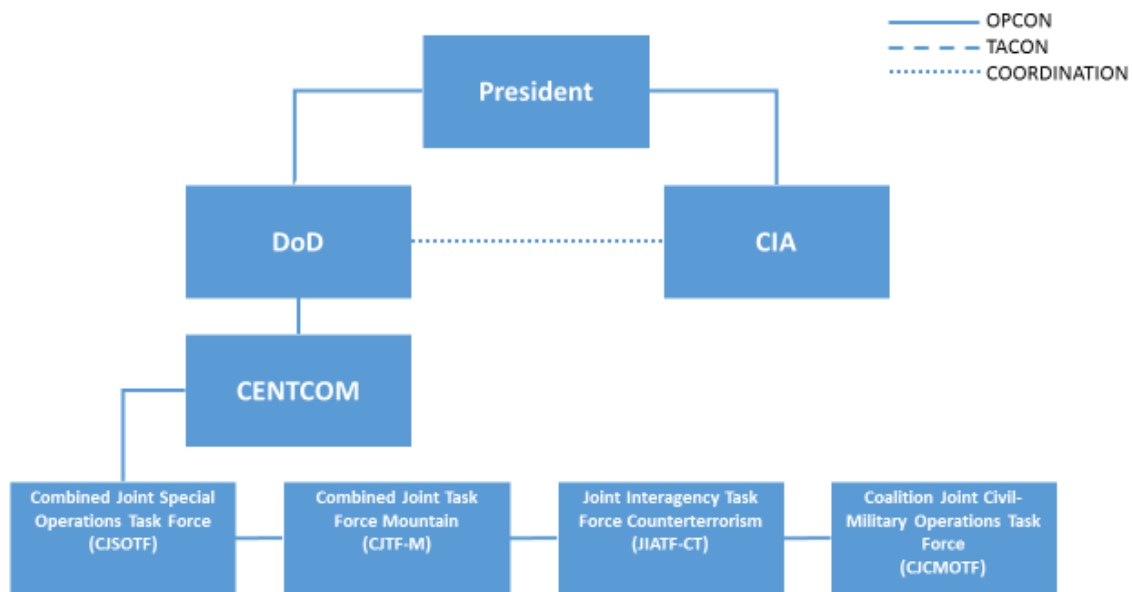 OPCON
TACON
COORDINATION
President
DoD
CIA
CENTCOM
Combined Joint Special
Operations Task Force
(CJSOTF)
Combined Joint Task
Force Mountain
(CJTF-M)
Joint Interagency Task
Force Counterterrorism
(JIATF-CT)
Coalition Joint Civil-
Military Operations Task
Force
(CJCMOTF)